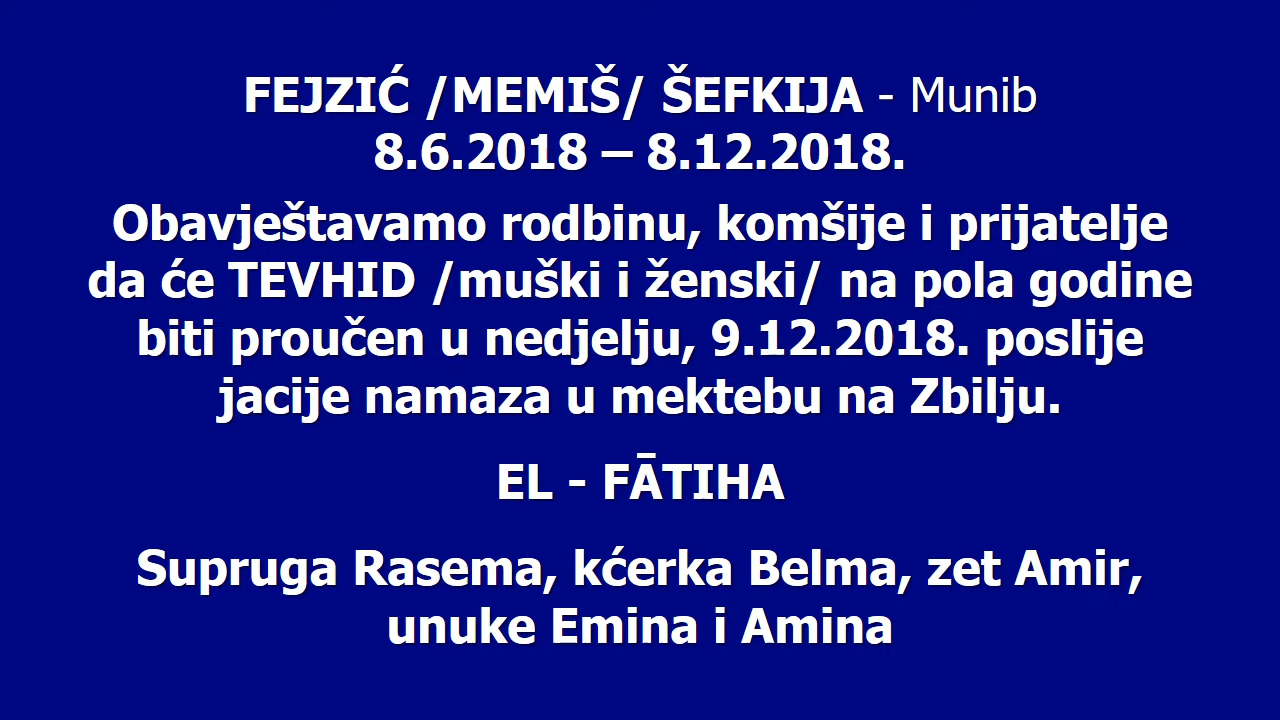 FEJZIĆ /MEMIŠ/ ŠEFKIJA - Munib
8.6.2018 – 8.12.2018.
Obavještavamo rodbinu, komšije i prijatelje
da će TEVHID /muški i ženski/ na pola godine
biti proučen u nedjelju, 9.12.2018. poslije
jacije namaza u mektebu na Zbilju.
EL - FĀTIHA
Supruga Rasema, kćerka Belma, zet Amir,
unuke Emina i Amina